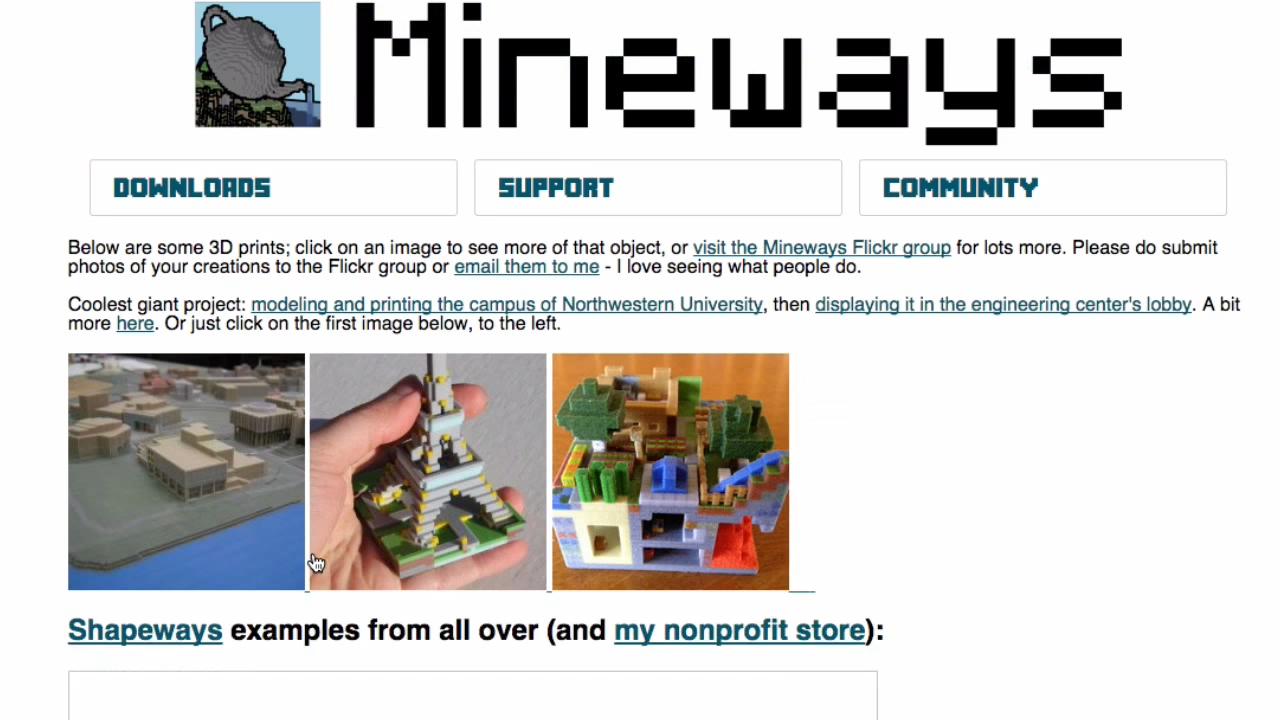 Mineways
DOWNLOADS
SUPPORT
COMMUNITY
Below are some 3D prints; click on an image to see more of that object, or visit the Mineways Flickr group for lots more. Please do submit
photos of your creations to the Flickr group or email them to me - I love seeing what people do.
Coolest giant project: modeling and printing the campus of Northwestern University, then displaying it in the engineering center's lobby. A bit
more here. Or just click on the first image below, to the left.
Shapeways examples from all over (and my nonprofit store):